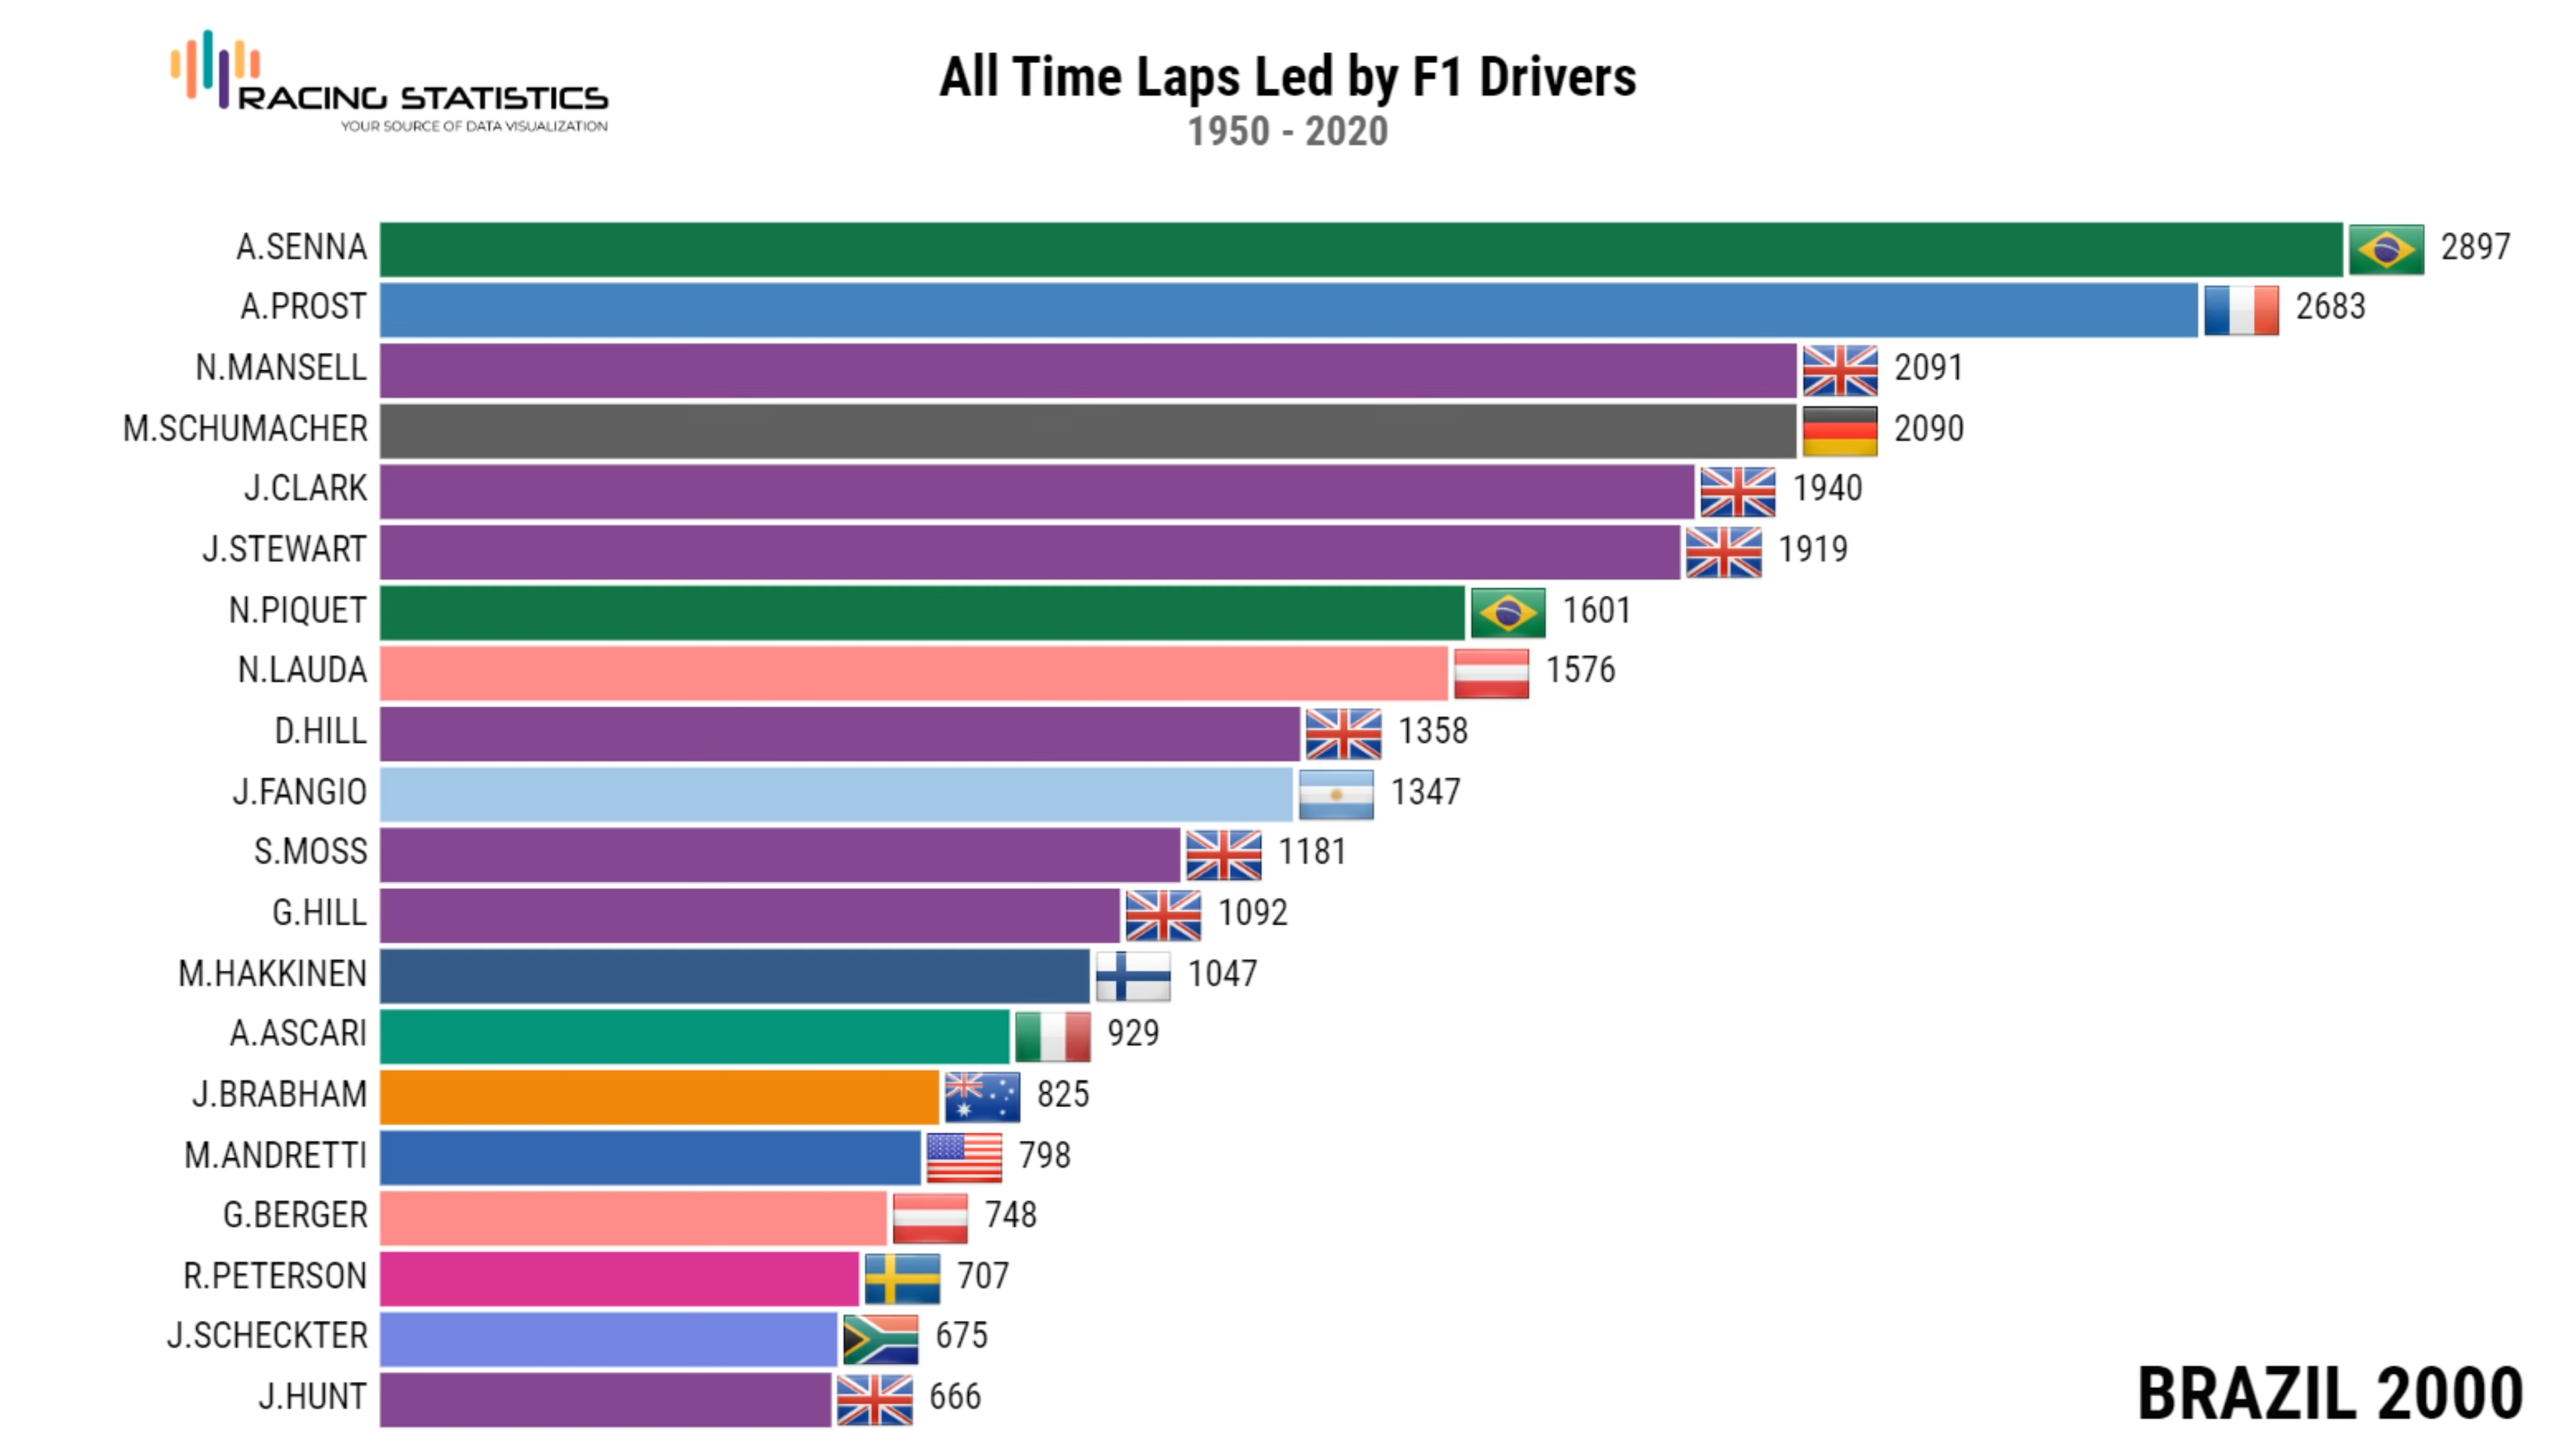 RACING STATISTICS
YOUR SOURCE OF DATA VISUALIZATION
All Time Laps Led by F1 Drivers
1950 - 2020
A.SENNA 2897
A.PROST 2683
N.MANSELL 2091
M.SCHUMACHER 2090
J.CLARK 1940
J.STEWART 1919
N.PIQUET 1601
N.LAUDA 1576
D.HILL 1358
J.FANGIO 1347
S.MOSS 1181
G.HILL 1092
M.HAKKINEN 1047
A.ASCARI 929
J.BRABHAM 825
M.ANDRETTI 798
G.BERGER 748
R.PETERSON 707
J.SCHECKTER 675
J.HUNT 666
BRAZIL 2000